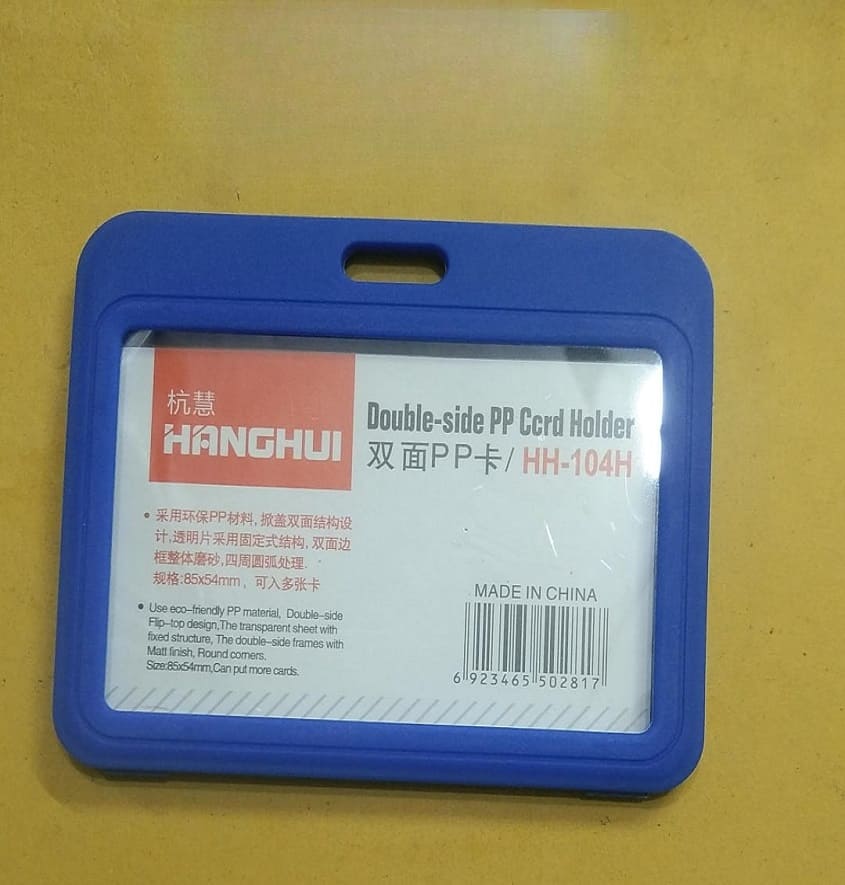 杭慧
HANGHUI
Double-side PP Ccrd Holder
双面PP卡/ HH-104H
• 采用环保PP材料, 掀盖双面结构设
计,透明片采用固定式结构, 双面边
框整体磨砂,四周圆弧处理.
规格:85x54mm , 可入多张卡
• Use eco-friendly PP material, Double-side
Flip-top design,The transparent sheet with
fixed structure, The double-side frames with
Matt finish, Round corners.
Size:85x54mm,Can put more cards.
MADE IN CHINA
6 923465 502817